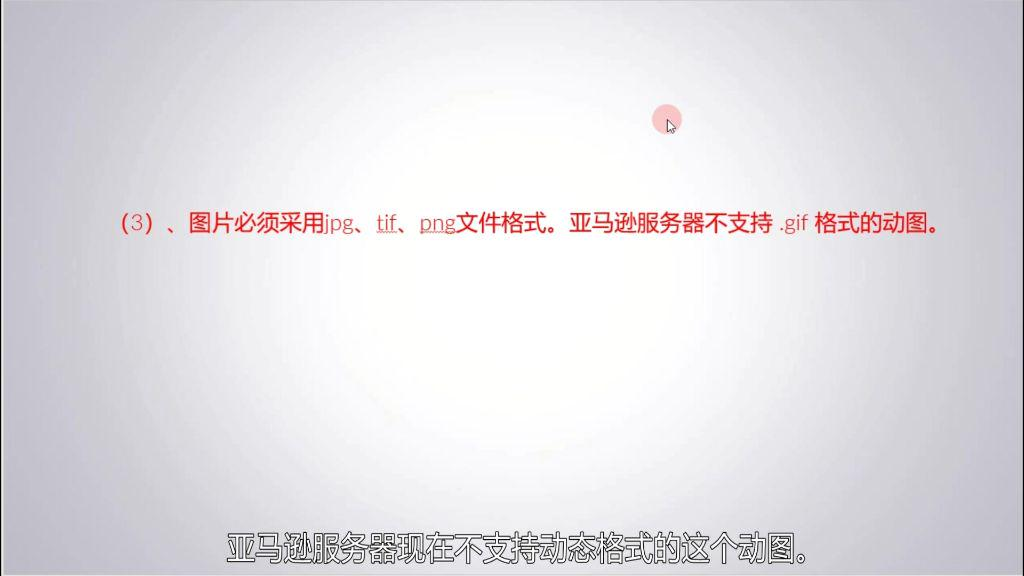 （3）、图片必须采用jpg、tif、png文件格式。亚马逊服务器不支持 .gif 格式的动图。
亚马逊服务器现在不支持动态格式的这个动图。